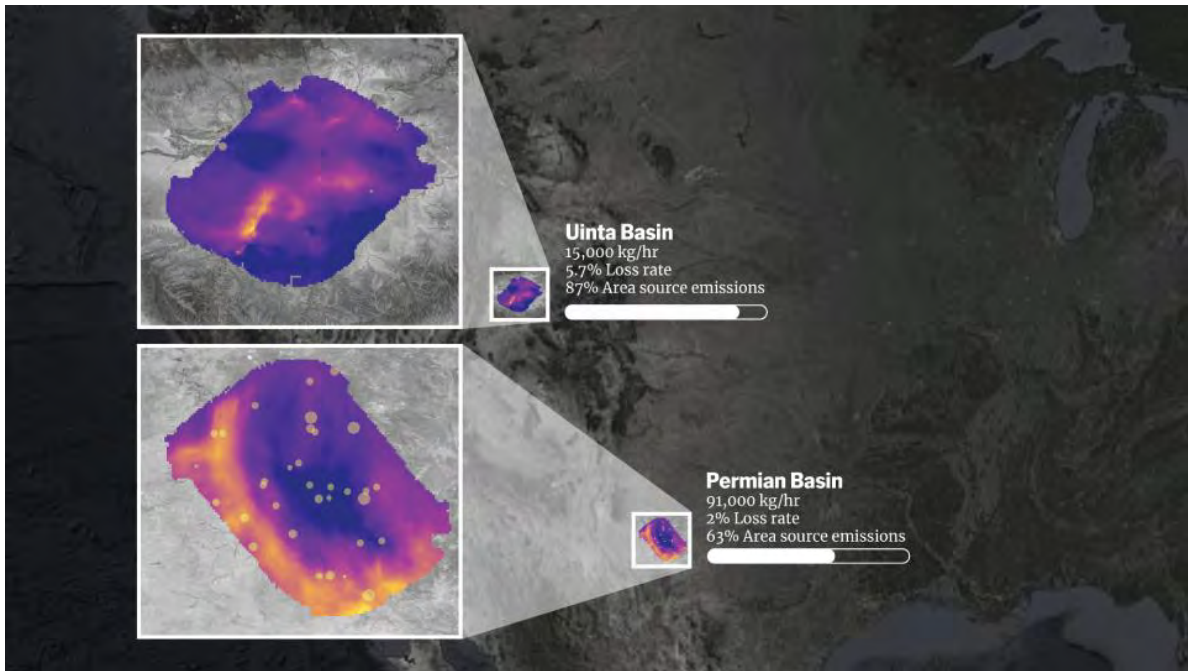 Uinta Basin
15,000 kg/hr
5.7% Loss rate
87% Area source emissions
Permian Basin
91,000 kg/hr
2% Loss rate
63% Area source emissions